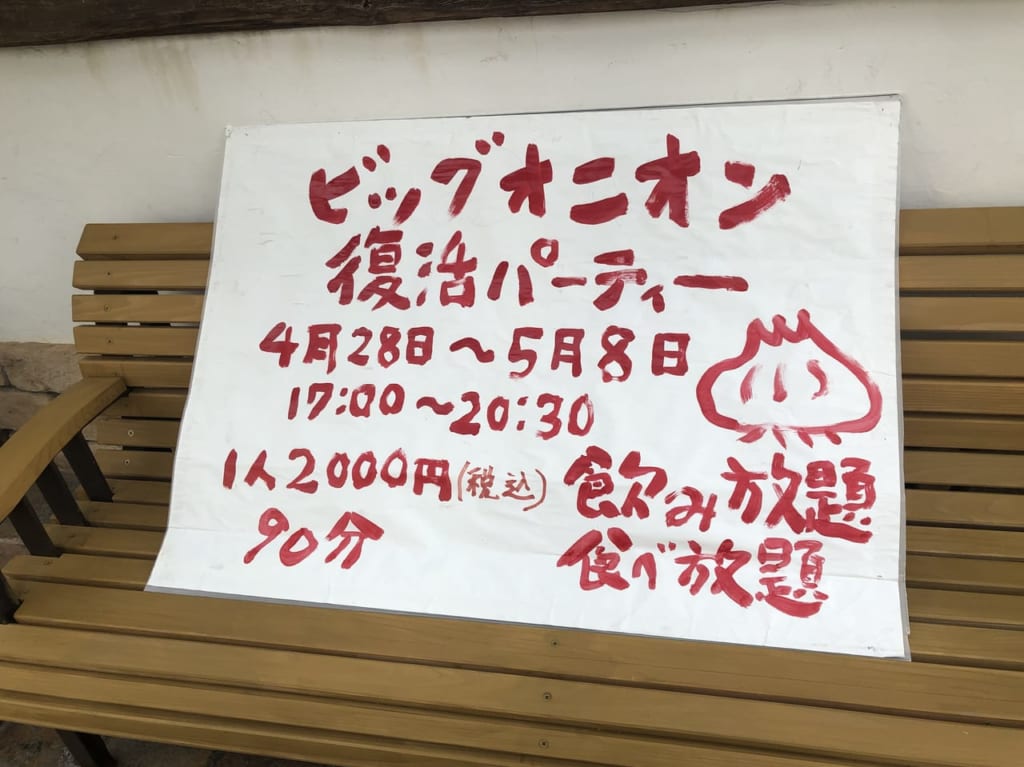 ビッグオニオン
復活パーティー
4月28日～5月8日
17:00～20:30
1人2000円(税込)
90分
飲み放題
食べ放題